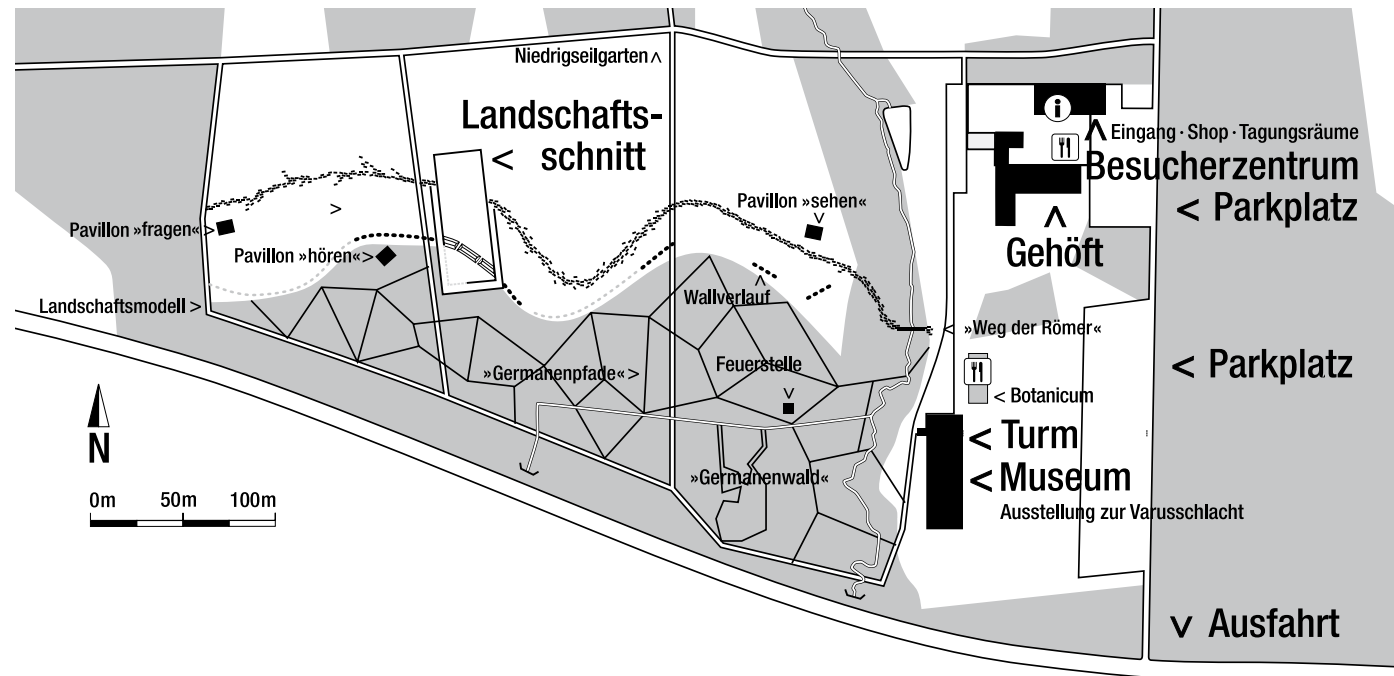 Niedrigseilgarten >
Landschafts-
< schnitt
i
> Eingang · Shop · Tagungsräume
Besucherzentrum
< Parkplatz
>
Gehöft
Pavillon »sehen«
>
>
Pavillon »fragen« >
Pavillon »hören« >
>
Wallverlauf
Landschaftsmodell >
< »Weg der Römer«
»Germanenpfade« >
Feuerstelle
>
< Parkplatz
< Botanicum
N
< Turm
< Museum
Ausstellung zur Varusschlacht
»Germanenwald«
0m 50m 100m
> Ausfahrt